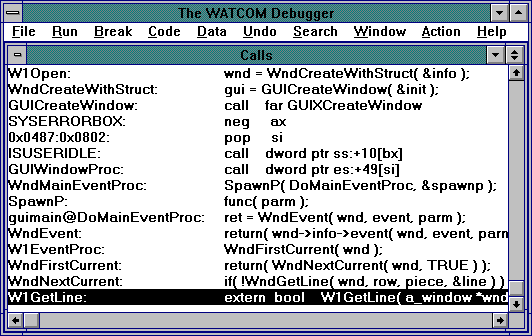 The WATCOM Debugger
File Run Break Code Data Undo Search Window Action Help
Calls
W1Open: wnd = WndCreateWithStruct( &info );
WndCreateWithStruct: gui = GUICreateWindow( &init );
GUICreateWindow: call far GUIXCreateWindow
SYSERRORBOX: neg ax
0x0487:0x0802: pop si
ISUSERIDLE: call dword ptr ss:+10[bx]
GUIWindowProc: call dword ptr es:+49[si]
WndMainEventProc: SpawnP( DoMainEventProc, &spawnp );
SpawnP: func( parm );
guimain@DoMainEventProc: ret = WndEvent( wnd, event, parm );
WndEvent: return( wnd->info->event( wnd, event, parn
W1EventProc: WndFirstCurrent( wnd );
WndFirstCurrent: return( WndNextCurrent( wnd, TRUE ) );
WndNextCurrent: if( !WndGetLine( wnd, row, piece, &line ) )
W1GetLine: extern bool W1GetLine( a_window *wnd